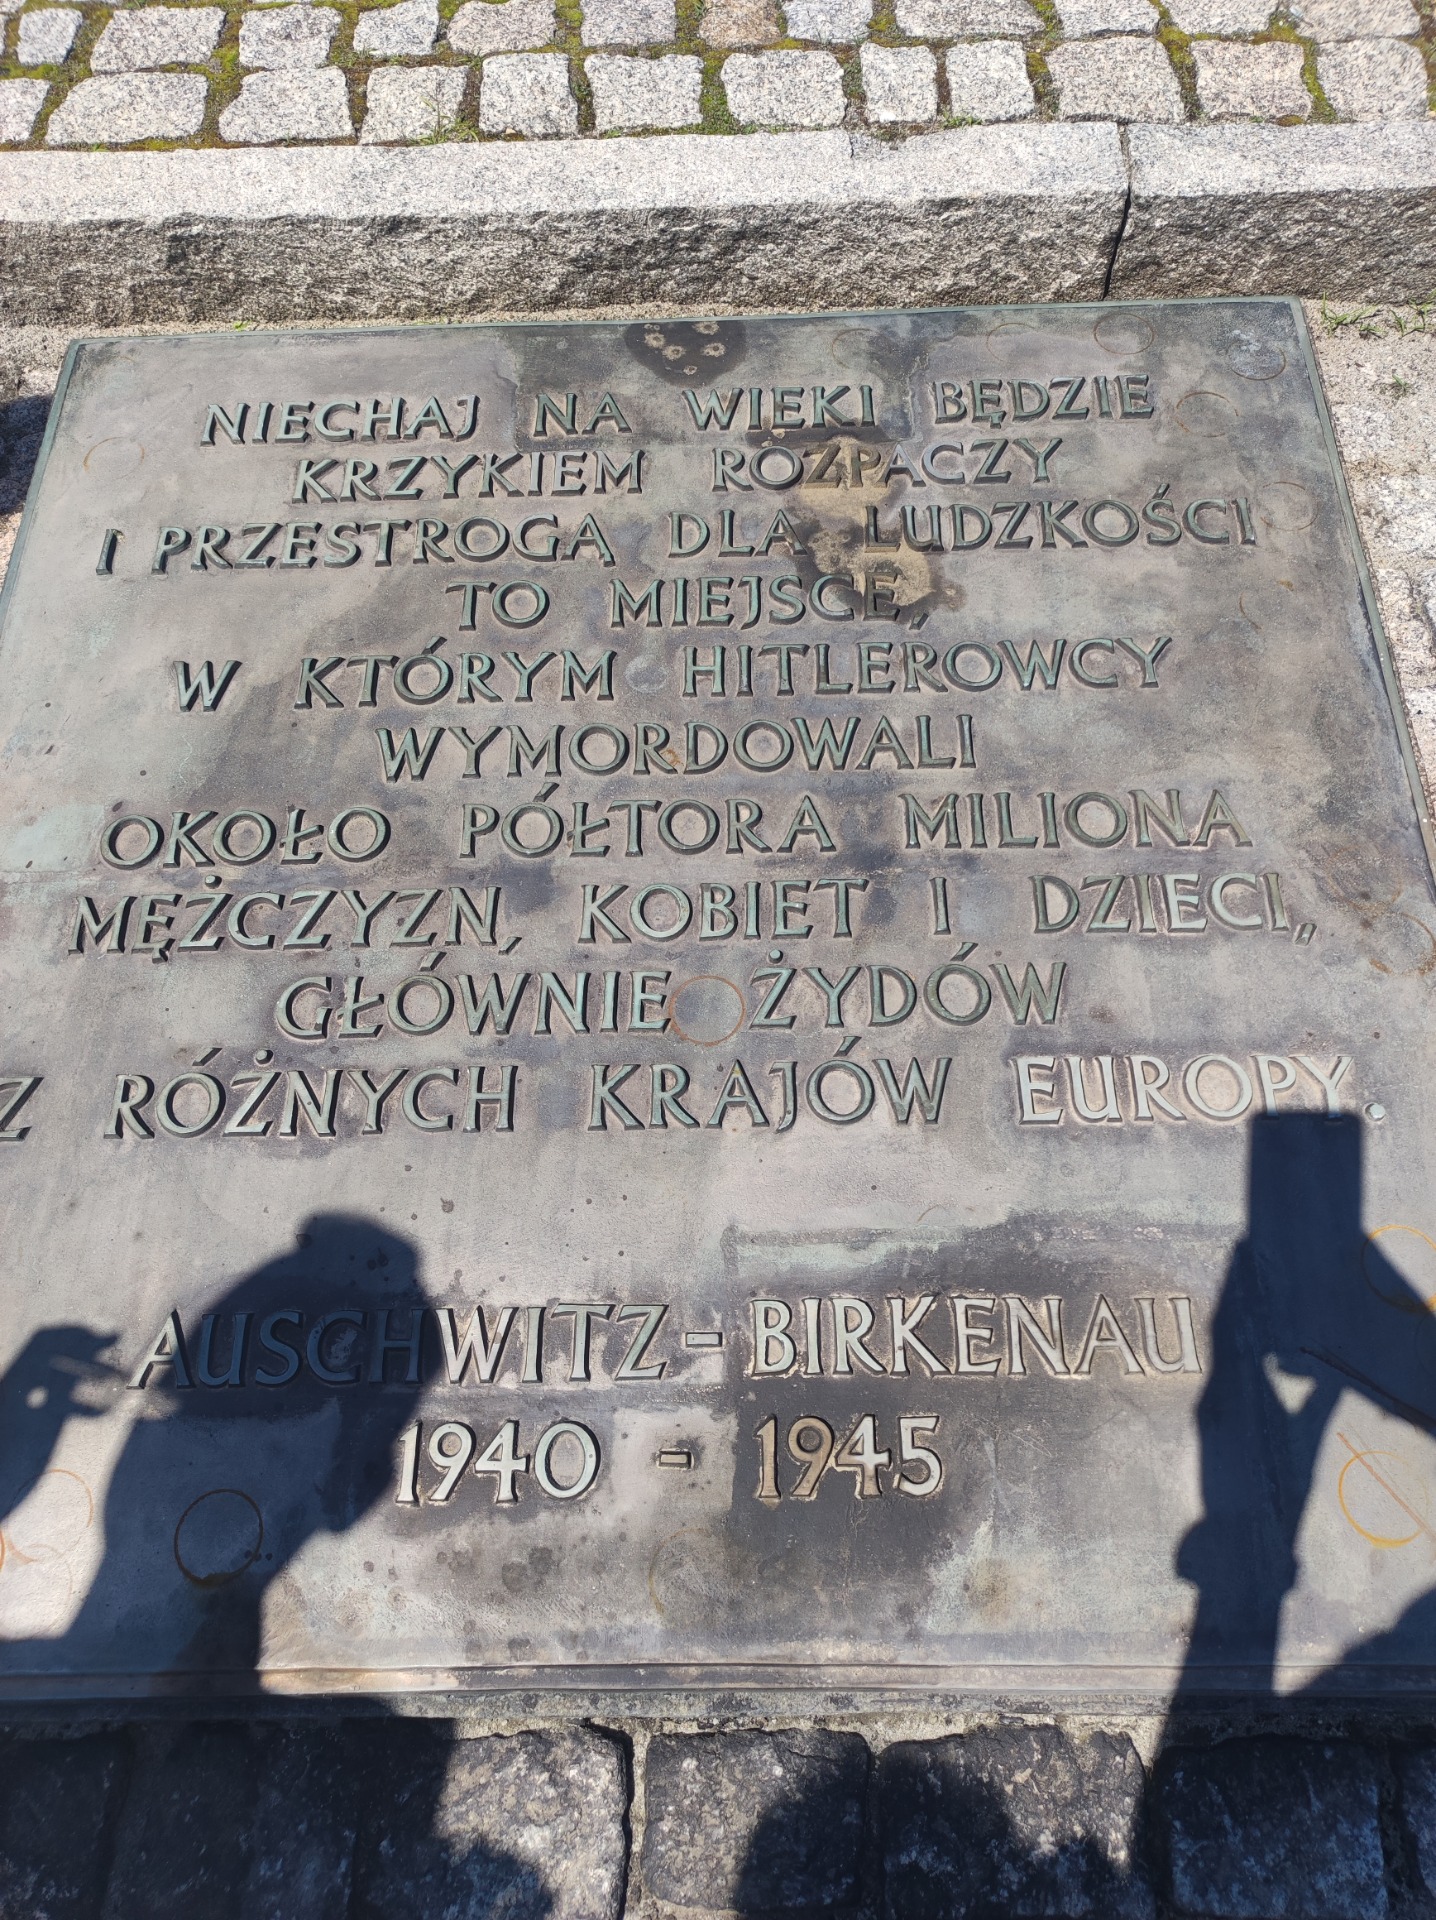 NIECHAJ NA WIEKI BĘDZIE
KRZYKIEM ROZPACZY
I PRZESTROGĄ DLA LUDZKOŚCI
TO MIEJSCE,
W KTÓRYM HITLEROWCY
WYMORDOWALI
OKOŁO PÓŁTORA MILIONA
MĘŻCZYZN, KOBIET I DZIECI,,
GŁÓWNIE ŻYDÓW
Z RÓŻNYCH KRAJÓW EUROPY.
AUSCHWITZ-BIRKENAU
1940 - 1945